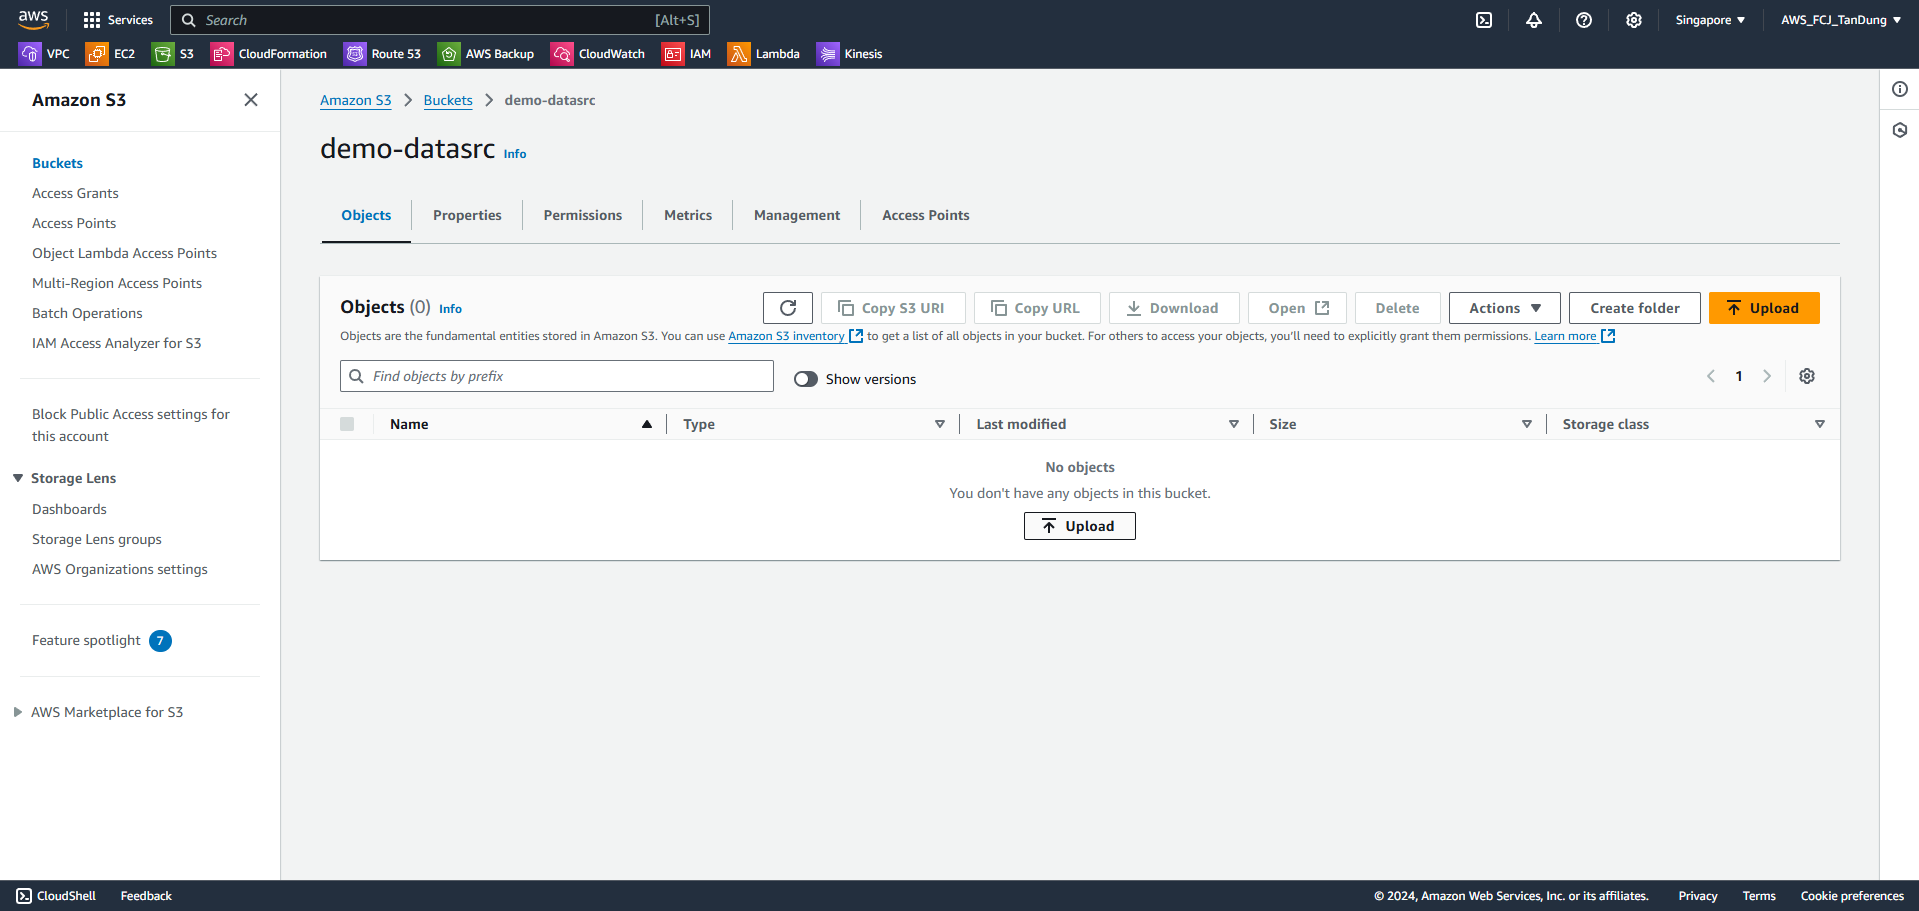 aws Services Search [Alt+S] Singapore AWS_FCJ_TanDung
VPC EC2 S3 CloudFormation Route 53 AWS Backup CloudWatch IAM Lambda Kinesis
Amazon S3
Buckets
Access Grants
Access Points
Object Lambda Access Points
Multi-Region Access Points
Batch Operations
IAM Access Analyzer for S3
Block Public Access settings for
this account
Storage Lens
Dashboards
Storage Lens groups
AWS Organizations settings
Feature spotlight 7
AWS Marketplace for S3
Amazon S3 Buckets demo-datasrc
demo-datasrc Info
Objects Properties Permissions Metrics Management Access Points
Objects (0) Info Copy S3 URI Copy URL Download Open Delete Actions Create folder Upload
Objects are the fundamental entities stored in Amazon S3. You can use Amazon S3 inventory to get a list of all objects in your bucket. For others to access your objects, you'll need to explicitly grant them permissions. Learn more
Find objects by prefix Show versions 1
Name Type Last modified Size Storage class
No objects
You don't have any objects in this bucket.
Upload
CloudShell Feedback © 2024, Amazon Web Services, Inc. or its affiliates. Privacy Terms Cookie preferences